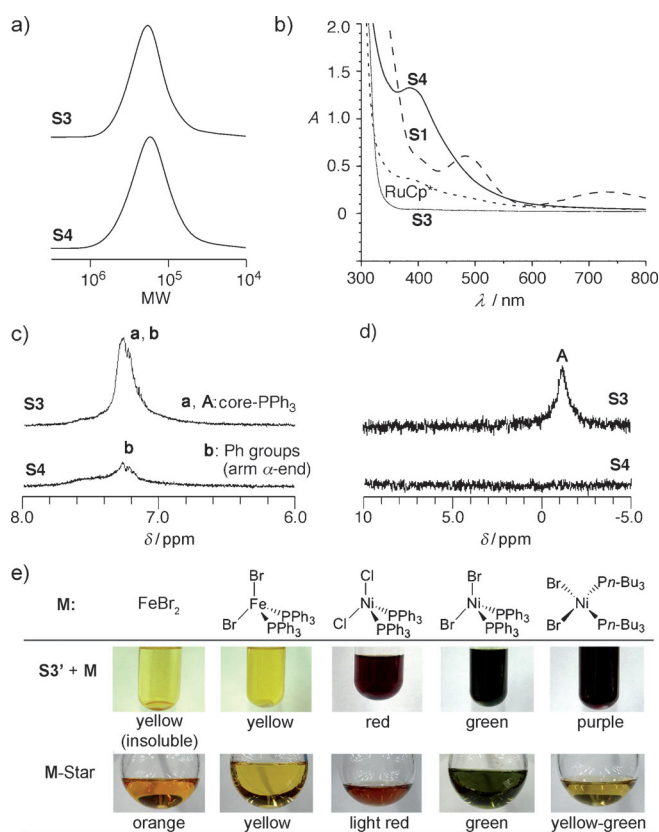 a)
S3
S4
10⁶ 10⁵ 10⁴
MW
b)
2.0
1.5
A 1.0
0.5
0
S4
S1
RuCp*
S3
300 400 500 600 700 800
λ / nm
c)
a, b
S3
a, A:core-PPh₃
b
b: Ph groups
(arm α-end)
S4
8.0 7.0 6.0
δ / ppm
d)
A
S3
S4
10 5.0 0 -5.0
δ / ppm
e)
M: FeBr₂
Br
Fe
Br PPh₃
PPh₃
Cl
Ni
Cl PPh₃
PPh₃
Br
Ni
Br PPh₃
PPh₃
Br Pn-Bu₃
Ni
Br Pn-Bu₃
S3' + M
yellow yellow red green purple
(insoluble)
M-Star
orange yellow light red green yellow-green